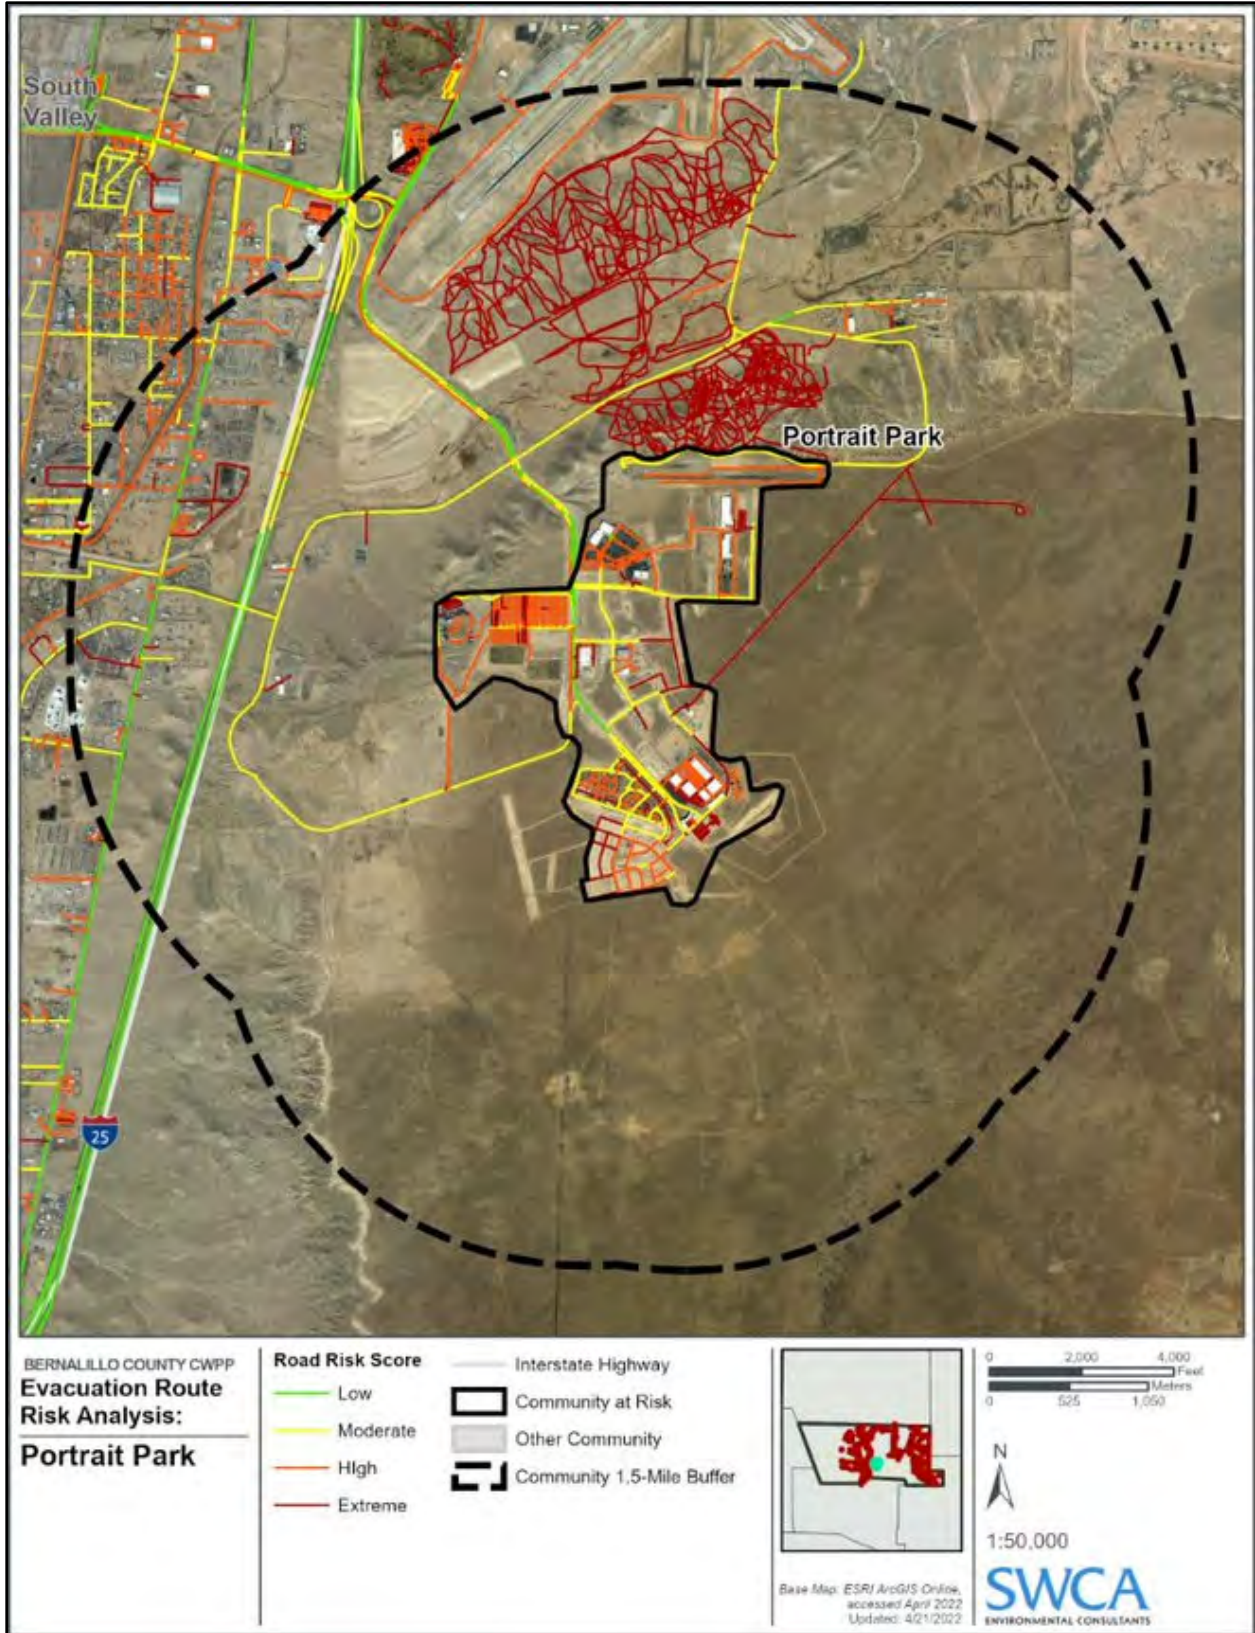 South
Valley
Portrait Park
25
BERNALILLO COUNTY CWPP
Evacuation Route
Risk Analysis:
Portrait Park
Road Risk Score
Low
Moderate
HIgh
Extreme
Interstate Highway
Community at Risk
Other Community
Community 1.5-Mile Buffer
Base Map: ESRI ArcGIS Online,
accessed April 2022
Updated: 4/21/2022
0 2,000 4,000
Feet
Meters
0 525 1,050
N
1:50,000
SWCA
ENVIRONMENTAL CONSULTANTS